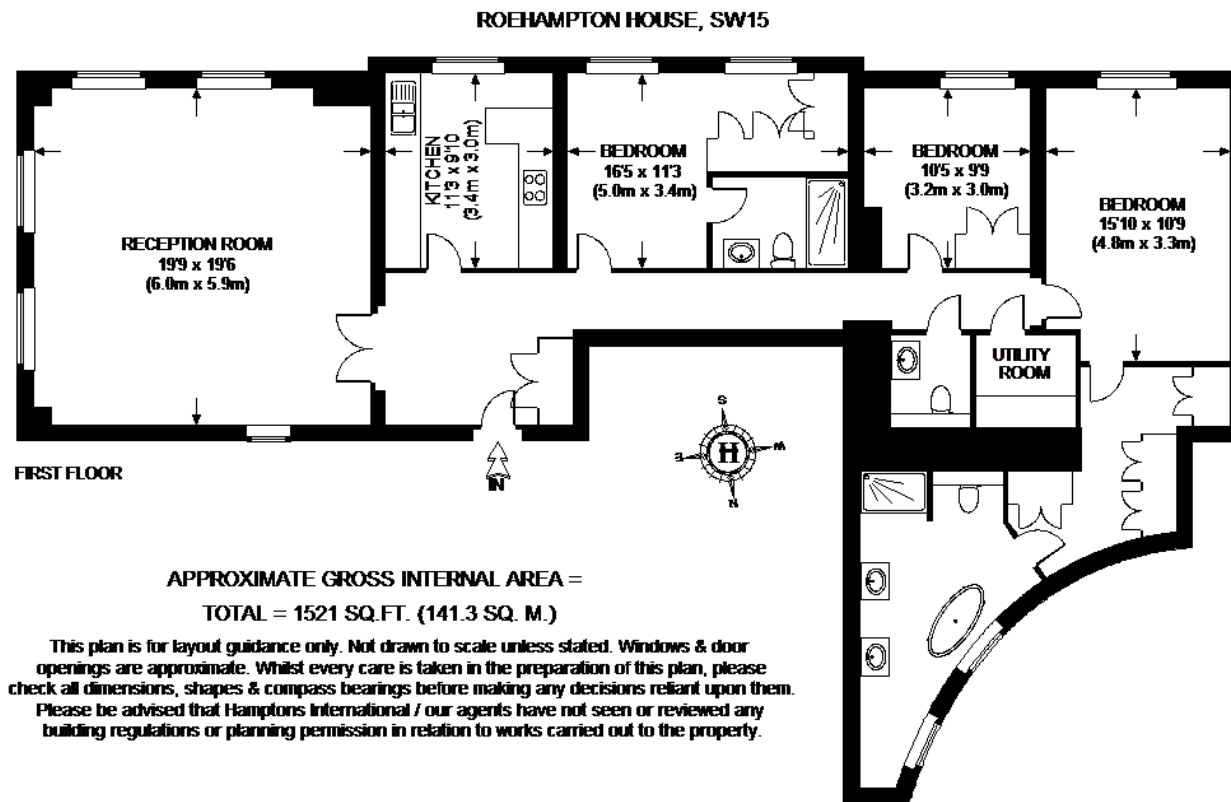 ROEHAMPTON HOUSE, SW15
KITCHEN
11'3 x 9'10
(3.4m x 3.0m)
BEDROOM
16'5 x 11'3
(5.0m x 3.4m)
BEDROOM
10'5 x 9'9
(3.2m x 3.0m)
BEDROOM
15'10 x 10'9
(4.8m x 3.3m)
RECEPTION ROOM
19'9 x 19'6
(6.0m x 5.9m)
UTILITY
ROOM
S
E
H
W
N
IN
FIRST FLOOR
APPROXIMATE GROSS INTERNAL AREA =
TOTAL = 1521 SQ.FT. (141.3 SQ. M.)
This plan is for layout guidance only. Not drawn to scale unless stated. Windows & door
openings are approximate. Whilst every care is taken in the preparation of this plan, please
check all dimensions, shapes & compass bearings before making any decisions reliant upon them.
Please be advised that Hamptons International / our agents have not seen or reviewed any
building regulations or planning permission in relation to works carried out to the property.